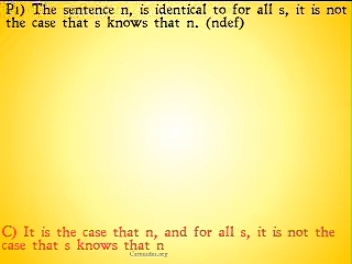 P1) The sentence n, is identical to for all s, it is not
the case that s knows that n. (ndef)
C) It is the case that n, and for all s, it is not the
case that s knows that n
Carneades.org